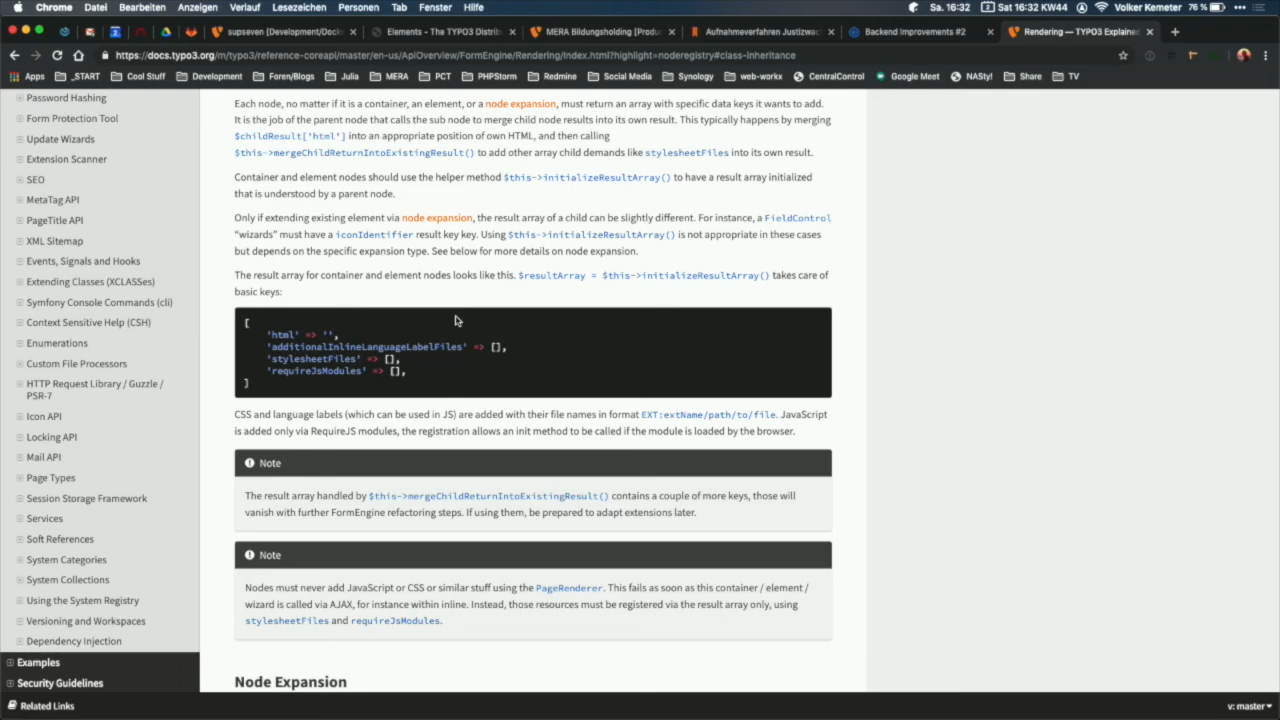 Chrome Datei Bearbeiten Anzeigen Verlauf Lesezeichen Personen Tab Fenster Hilfe Sat 16:32 Sat 16:32 KW44 Volker Kemeter 76 %
supseven (Development/Docke Elements - The TYPO3 Distrib MERA Bildungsholding [Produ Aufnahmeverfahren Justizwac Backend Improvements #2 Rendering — TYPO3 Explained
https://docs.typo3.org/m/typo3/reference-coreapi/master/en-us/ApiOverview/FormEngine/Rendering/Index.html?highlight=noderegistry#class-inheritance
Apps _START Cool Stuff Development Foren/Blogs Julia MERA PCT PHPStorm Redmine Social Media Synology web-workx CentralControl Google Meet NASty! Share TV
Password Hashing
Form Protection Tool
Update Wizards
Extension Scanner
SEO
MetaTag API
PageTitle API
XML Sitemap
Events, Signals and Hooks
Extending Classes (XCLASSes)
Symfony Console Commands (cli)
Context Sensitive Help (CSH)
Enumerations
Custom File Processors
HTTP Request Library / Guzzle /
PSR-7
Icon API
Locking API
Mail API
Page Types
Session Storage Framework
Services
Soft References
System Categories
System Collections
Using the System Registry
Versioning and Workspaces
Dependency Injection
Examples
Security Guidelines
Each node, no matter if it is a container, an element, or a node expansion, must return an array with specific data keys it wants to add.
It is the job of the parent node that calls the sub node to merge child node results into its own result. This typically happens by merging
$childResult['html'] into an appropriate position of own HTML, and then calling
$this->mergeChildReturnIntoExistingResult() to add other array child demands like stylesheetFiles into its own result.
Container and element nodes should use the helper method $this->initializeResultArray() to have a result array initialized
that is understood by a parent node.
Only if extending existing element via node expansion, the result array of a child can be slightly different. For instance, a FieldControl
"wizards" must have a iconIdentifier result key key. Using $this->initializeResultArray() is not appropriate in these cases
but depends on the specific expansion type. See below for more details on node expansion.
The result array for container and element nodes looks like this. $resultArray = $this->initializeResultArray() takes care of
basic keys:
[
'html' => '',
'additionalInlineLanguageLabelFiles' => [],
'stylesheetFiles' => [],
'requireJsModules' => [],
]
CSS and language labels (which can be used in JS) are added with their file names in format EXT:extName/path/to/file. JavaScript
is added only via RequireJS modules, the registration allows an init method to be called if the module is loaded by the browser.
Note
The result array handled by $this->mergeChildReturnIntoExistingResult() contains a couple of more keys, those will
vanish with further FormEngine refactoring steps. If using them, be prepared to adapt extensions later.
Note
Nodes must never add JavaScript or CSS or similar stuff using the PageRenderer. This fails as soon as this container / element /
wizard is called via AJAX, for instance within inline. Instead, those resources must be registered via the result array only, using
stylesheetFiles and requireJsModules.
Node Expansion
Related Links
v: master